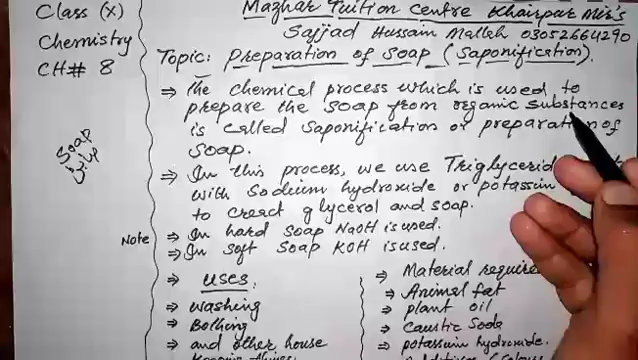 Class (X)
Chemistry
CH# 8
Mazhar Tuition Centre Khairpur Mir's
Sajjad Hussain Mallah 03052664290
Topic: Preparation of Soap (Saponification).
⇒ The chemical process which is used to
prepare the soap from organic substances
is called Saponification or preparation of
soap.
⇒ In this process, we use Triglycerid
with Sodium hydroxide or potassium
to creact glycerol and soap.
Note ⇒ In hard soap NaOH is used.
⇒ In soft soap KOH is used.
Soap
⇒ Uses.
⇒ Washing
⇒ Bathing
⇒ and other house
⇒ Material require
⇒ Animal fat
⇒ plant oil
⇒ Caustic Soda
⇒ potassium hydroxide.